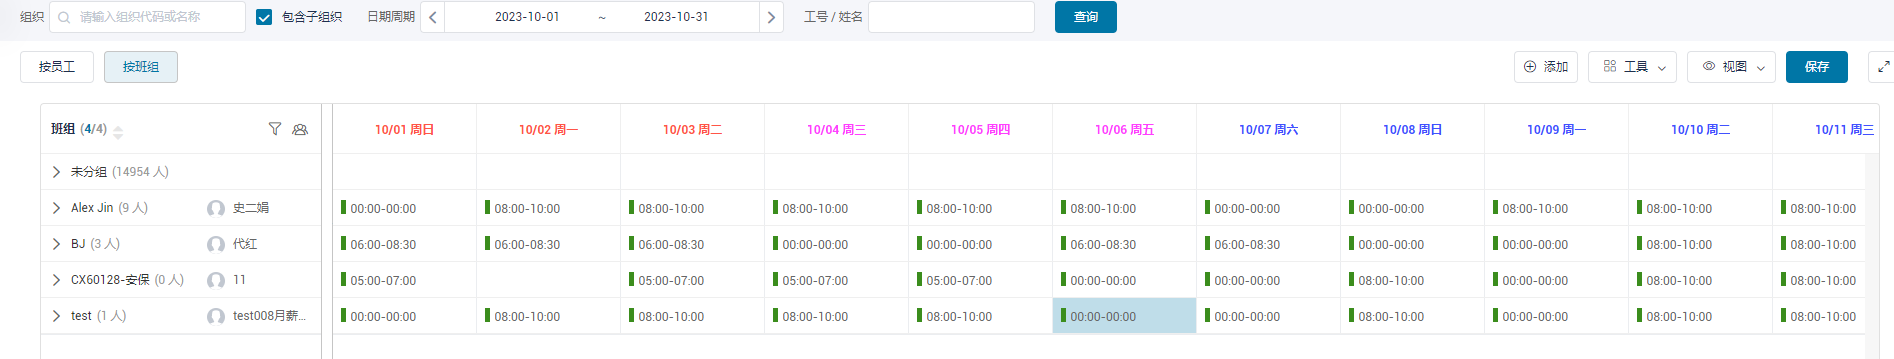 组织 请输入组织代码或名称 包含子组织 日期周期 2023-10-01 ~ 2023-10-31 工号 / 姓名 查询
按员工 按班组 添加 工具 视图 保存
班组 (4/4) 10/01 周日 10/02 周一 10/03 周二 10/04 周三 10/05 周四 10/06 周五 10/07 周六 10/08 周日 10/09 周一 10/10 周二 10/11 周三
未分组 (14954 人)
Alex Jin (9 人) 史二娟 00:00-00:00 08:00-10:00 08:00-10:00 08:00-10:00 08:00-10:00 08:00-10:00 00:00-00:00 00:00-00:00 08:00-10:00 08:00-10:00 08:00-10:00
BJ (3 人) 代红 06:00-08:30 06:00-08:30 06:00-08:30 00:00-00:00 00:00-00:00 06:00-08:30 06:00-08:30 00:00-00:00 00:00-00:00 08:00-10:00 08:00-10:00
CX60128-安保 (0 人) 11 05:00-07:00 05:00-07:00 05:00-07:00 05:00-07:00 00:00-00:00 00:00-00:00 08:00-10:00 00:00-00:00 08:00-10:00 08:00-10:00
test (1 人) test008月薪... 00:00-00:00 08:00-10:00 08:00-10:00 08:00-10:00 08:00-10:00 00:00-00:00 00:00-00:00 08:00-10:00 00:00-00:00 08:00-10:00 08:00-10:00